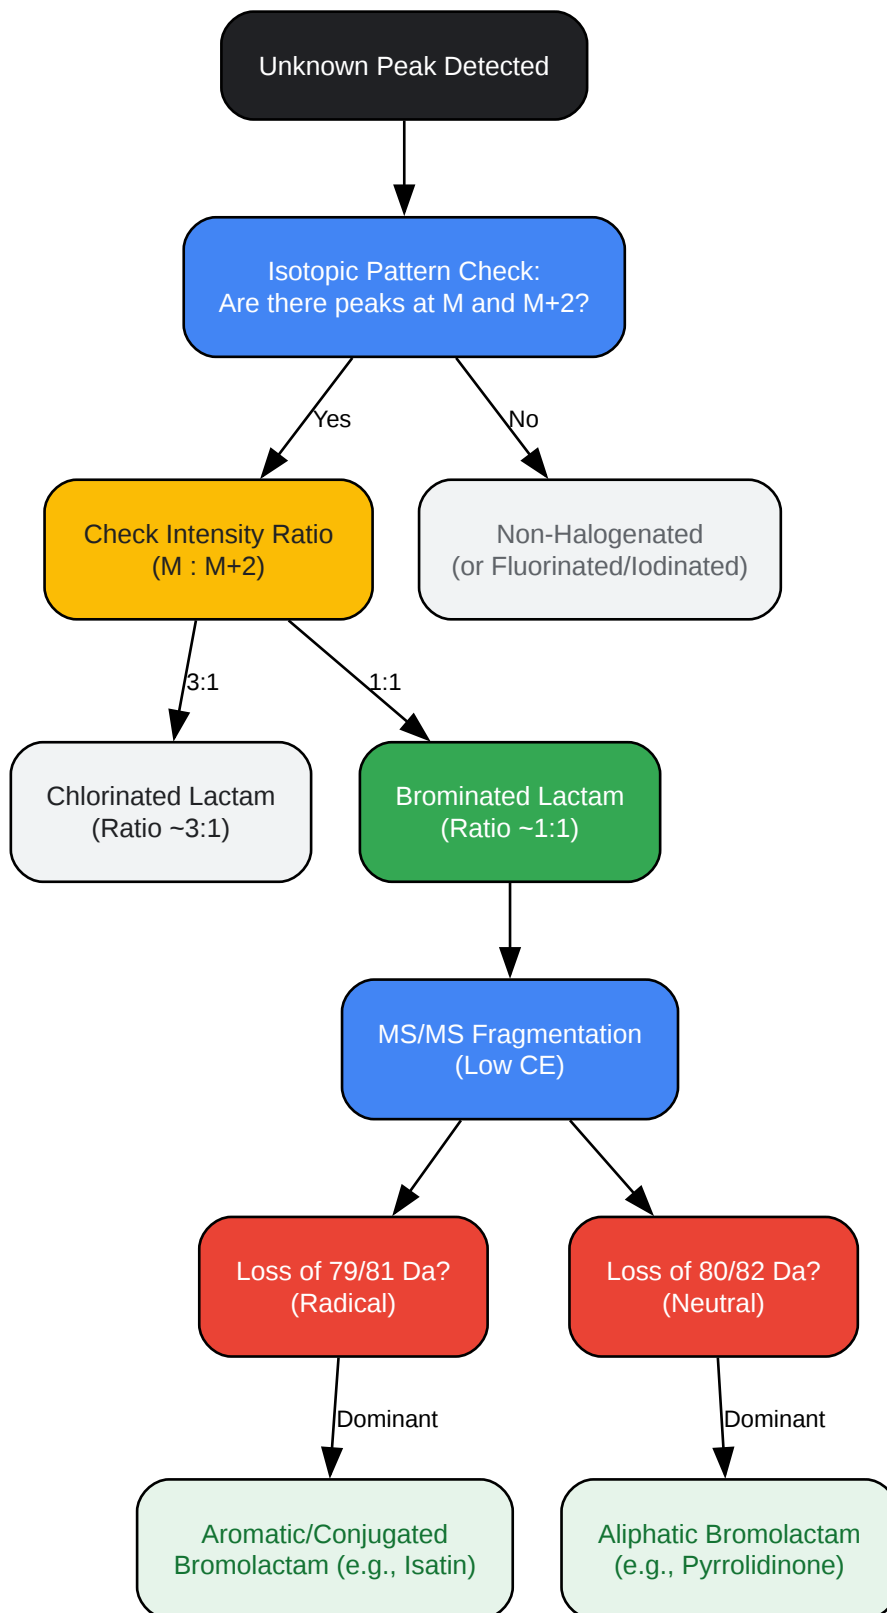 Unknown Peak Detected
Isotopic Pattern Check:
Are there peaks at M and M+2?
Yes
No
Check Intensity Ratio
(M : M+2)
Non-Halogenated
(or Fluorinated/Iodinated)
3:1
1:1
Chlorinated Lactam
(Ratio ~3:1)
Brominated Lactam
(Ratio ~1:1)
MS/MS Fragmentation
(Low CE)
Loss of 79/81 Da?
(Radical)
Loss of 80/82 Da?
(Neutral)
Dominant
Dominant
Aromatic/Conjugated
Bromolactam (e.g., Isatin)
Aliphatic Bromolactam
(e.g., Pyrrolidinone)